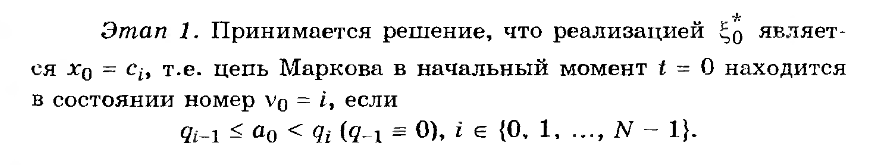 Этап 1. Принимается решение, что реализацией ξ₀* являет-
ся x₀ = cᵢ, т.е. цепь Маркова в начальный момент t = 0 находится
в состоянии номер ν₀ = i, если
qᵢ₋₁ ≤ a₀ < qᵢ (q₋₁ ≡ 0), i ∈ {0, 1, ..., N − 1}.